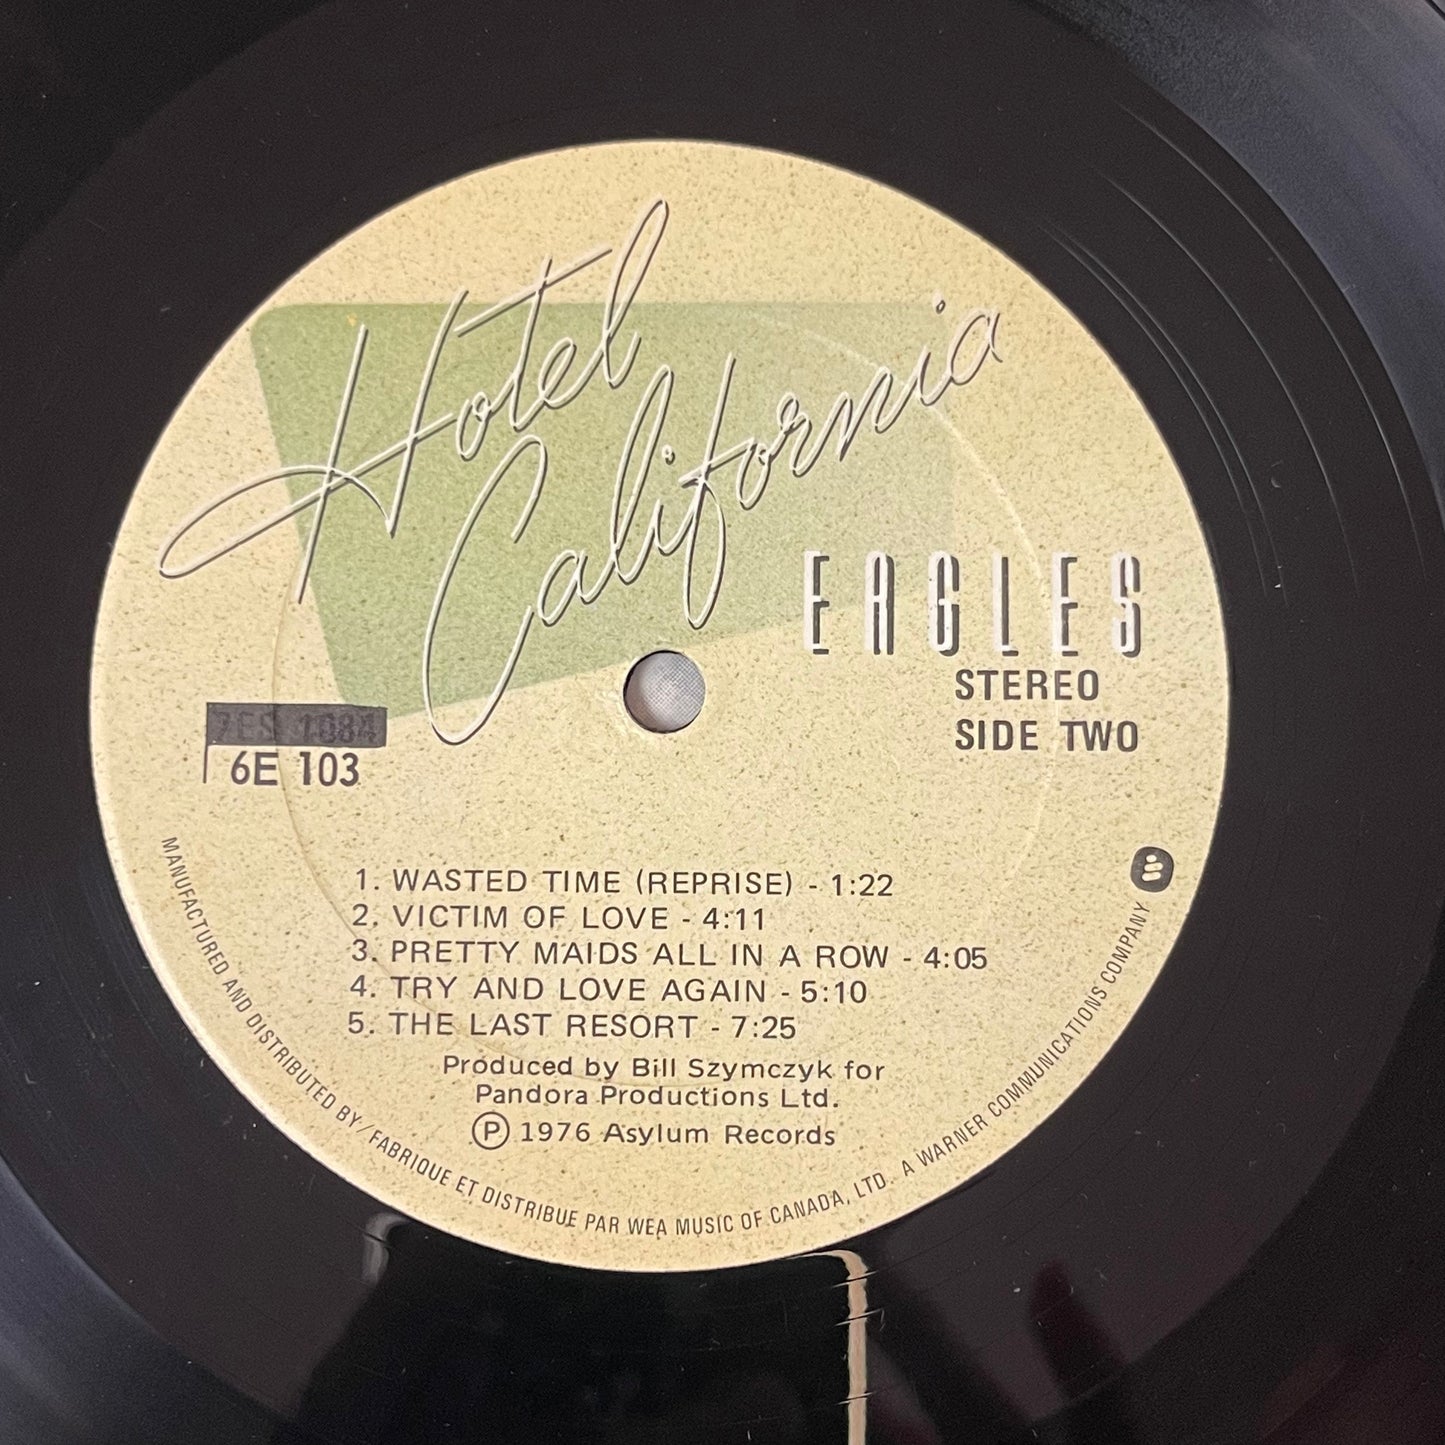 Hotel
California
EAGLES
STEREO
SIDE TWO
7ES 1084
6E 103
1. WASTED TIME (REPRISE) - 1:22
2. VICTIM OF LOVE - 4:11
3. PRETTY MAIDS ALL IN A ROW - 4:05
4. TRY AND LOVE AGAIN - 5:10
5. THE LAST RESORT - 7:25
Produced by Bill Szymczyk for
Pandora Productions Ltd.
Ⓟ 1976 Asylum Records
MANUFACTURED AND DISTRIBUTED BY/FABRIQUE ET DISTRIBUE PAR WEA MUSIC OF CANADA, LTD. A WARNER COMMUNICATIONS COMPANY